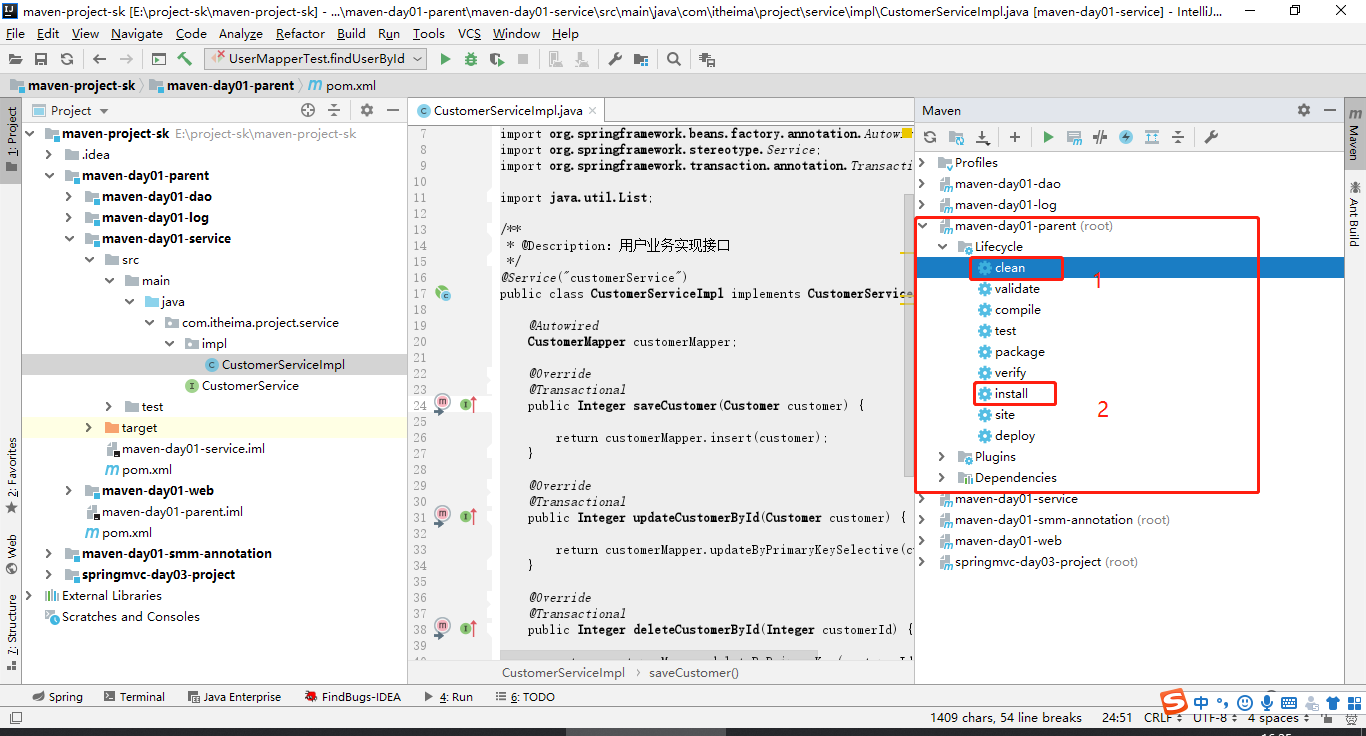 maven-project-sk [E:\project-sk\maven-project-sk] - ...\maven-day01-parent\maven-day01-service\src\main\java\com\itheima\project\service\impl\CustomerServiceImpl.java [maven-day01-service] - IntelliJ...
File Edit View Navigate Code Analyze Refactor Build Run Tools VCS Window Help
UserMapperTest.findUserById
maven-project-sk maven-day01-parent pom.xml
1: Project
2: Favorites
Web
7: Structure
Project
maven-project-sk E:\project-sk\maven-project-sk
.idea
maven-day01-parent
maven-day01-dao
maven-day01-log
maven-day01-service
src
main
java
com.itheima.project.service
impl
CustomerServiceImpl
CustomerService
test
target
maven-day01-service.iml
pom.xml
maven-day01-web
maven-day01-parent.iml
pom.xml
maven-day01-smm-annotation
springmvc-day03-project
External Libraries
Scratches and Consoles
CustomerServiceImpl.java
7 import org.springframework.beans.factory.annotation.Autowi
8 import org.springframework.stereotype.Service;
9 import org.springframework.transaction.annotation.Transacti
10
11 import java.util.List;
12
13 /**
14 * @Description: 用户业务实现接口
15 */
16 @Service("customerService")
17 public class CustomerServiceImpl implements CustomerService
18
19 @Autowired
20 CustomerMapper customerMapper;
21
22 @Override
23 @Transactional
24 public Integer saveCustomer(Customer customer) {
25
26 return customerMapper.insert(customer);
27 }
28
29 @Override
30 @Transactional
31 public Integer updateCustomerById(Customer customer) {
32
33 return customerMapper.updateByPrimaryKeySelective(c
34 }
35
36 @Override
37 @Transactional
38 public Integer deleteCustomerById(Integer customerId) {
39
CustomerServiceImpl saveCustomer()
Maven
Profiles
maven-day01-dao
maven-day01-log
maven-day01-parent (root)
Lifecycle
clean
1
validate
compile
test
package
verify
install
2
site
deploy
Plugins
Dependencies
maven-day01-service
maven-day01-smm-annotation (root)
maven-day01-web
springmvc-day03-project (root)
Maven
Ant Build
Spring Terminal Java Enterprise FindBugs-IDEA 4: Run 6: TODO
中
1409 chars, 54 line breaks 24:51 CRLF UTF-8 4 spaces